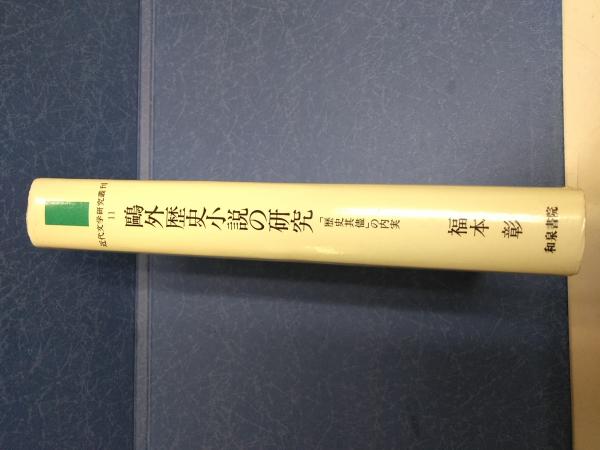 近代文学研究叢刊
11
鷗外歴史小説の研究
「歴史其儘」の内実
福本 彰
和泉書院